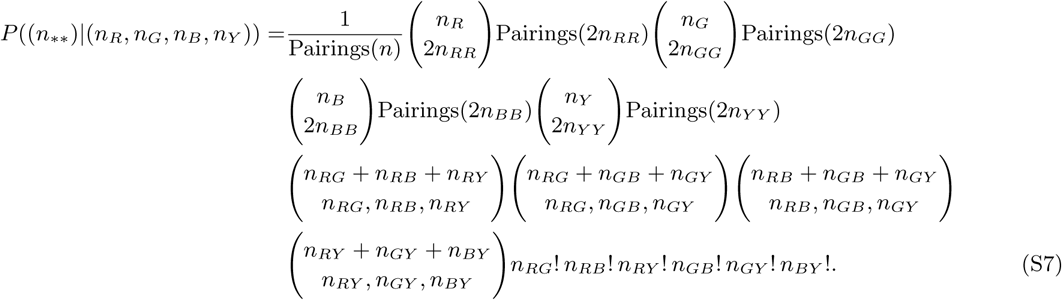 P((n_{**})|(n_R, n_G, n_B, n_Y)) = \frac{1}{\text{Pairings}(n)} \binom{n_R}{2n_{RR}} \text{Pairings}(2n_{RR}) \binom{n_G}{2n_{GG}} \text{Pairings}(2n_{GG})
\binom{n_B}{2n_{BB}} \text{Pairings}(2n_{BB}) \binom{n_Y}{2n_{YY}} \text{Pairings}(2n_{YY})
\binom{n_{RG} + n_{RB} + n_{RY}}{n_{RG}, n_{RB}, n_{RY}} \binom{n_{RG} + n_{GB} + n_{GY}}{n_{RG}, n_{GB}, n_{GY}} \binom{n_{RB} + n_{GB} + n_{GY}}{n_{RB}, n_{GB}, n_{GY}}
\binom{n_{RY} + n_{GY} + n_{BY}}{n_{RY}, n_{GY}, n_{BY}} n_{RG}! \, n_{RB}! \, n_{RY}! \, n_{GB}! \, n_{GY}! \, n_{BY}!. (S7)